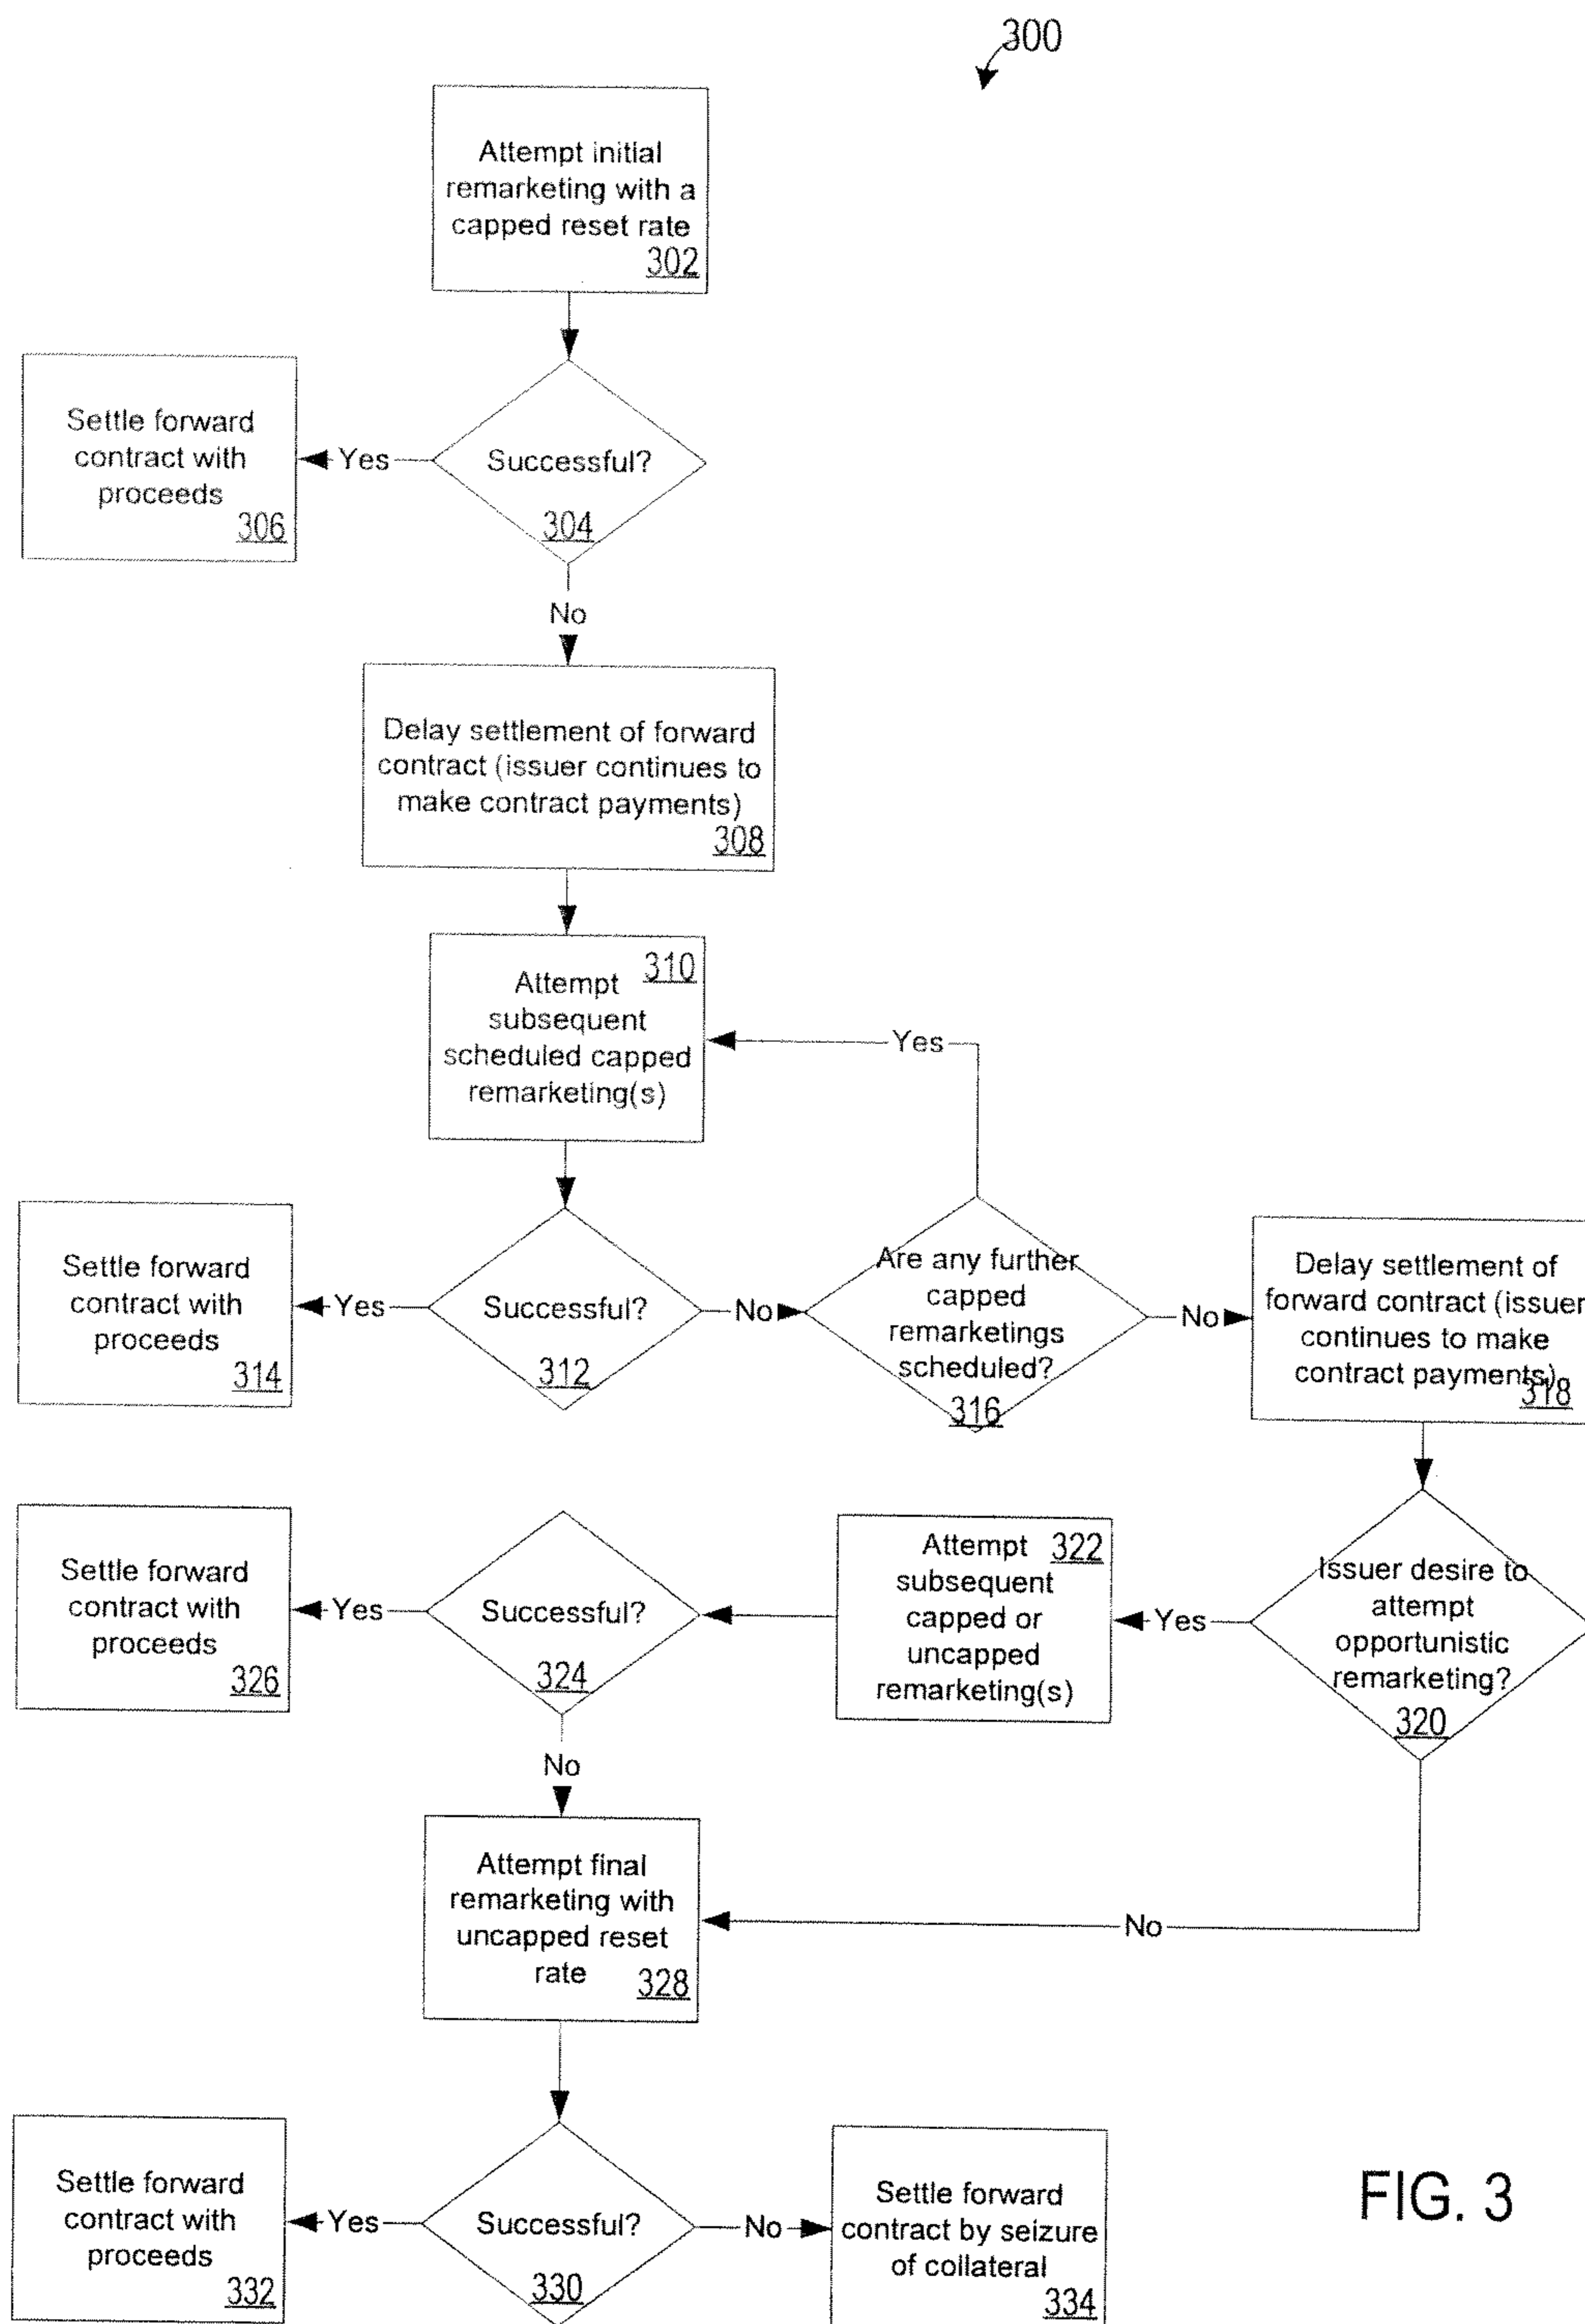 300
Attempt initial
remarketing with a
capped reset rate
302
Settle forward
contract with
proceeds
306
Yes
Successful?
304
No
Delay settlement of forward
contract (issuer continues to
make contract payments)
308
310
Attempt
subsequent
scheduled capped
remarketing(s)
Yes
Settle forward
contract with
proceeds
314
Yes
Successful?
312
No
Are any further
capped
remarketings
scheduled?
316
No
Delay settlement of
forward contract (issuer
continues to make
contract payments)
318
Settle forward
contract with
proceeds
326
Yes
Successful?
324
Attempt 322
subsequent
capped or
uncapped
remarketing(s)
Yes
Issuer desire to
attempt
opportunistic
remarketing?
320
No
Attempt final
remarketing with
uncapped reset
rate
328
No
Settle forward
contract with
proceeds
332
Yes
Successful?
330
No
Settle forward
contract by seizure
of collateral
334
FIG. 3